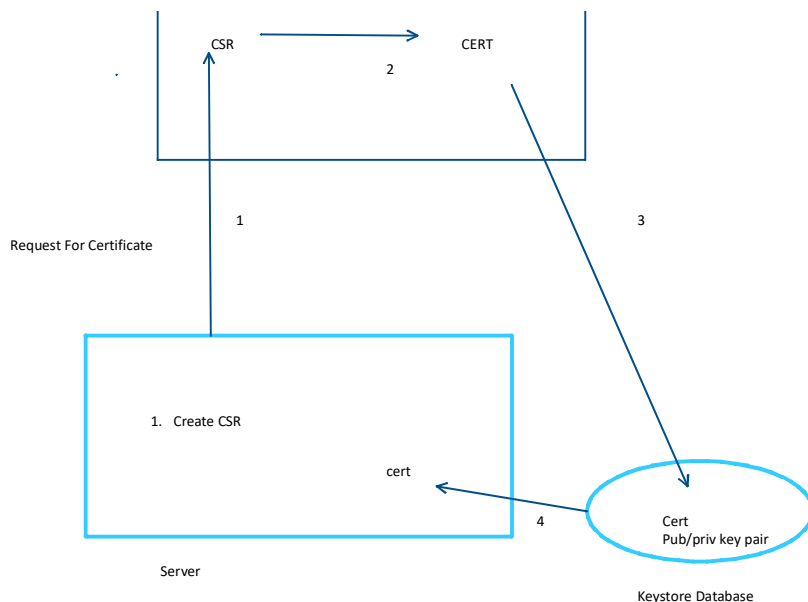 CSR
CERT
2
1
3
Request For Certificate
1. Create CSR
cert
4
Cert
Pub/priv key pair
Server
Keystore Database